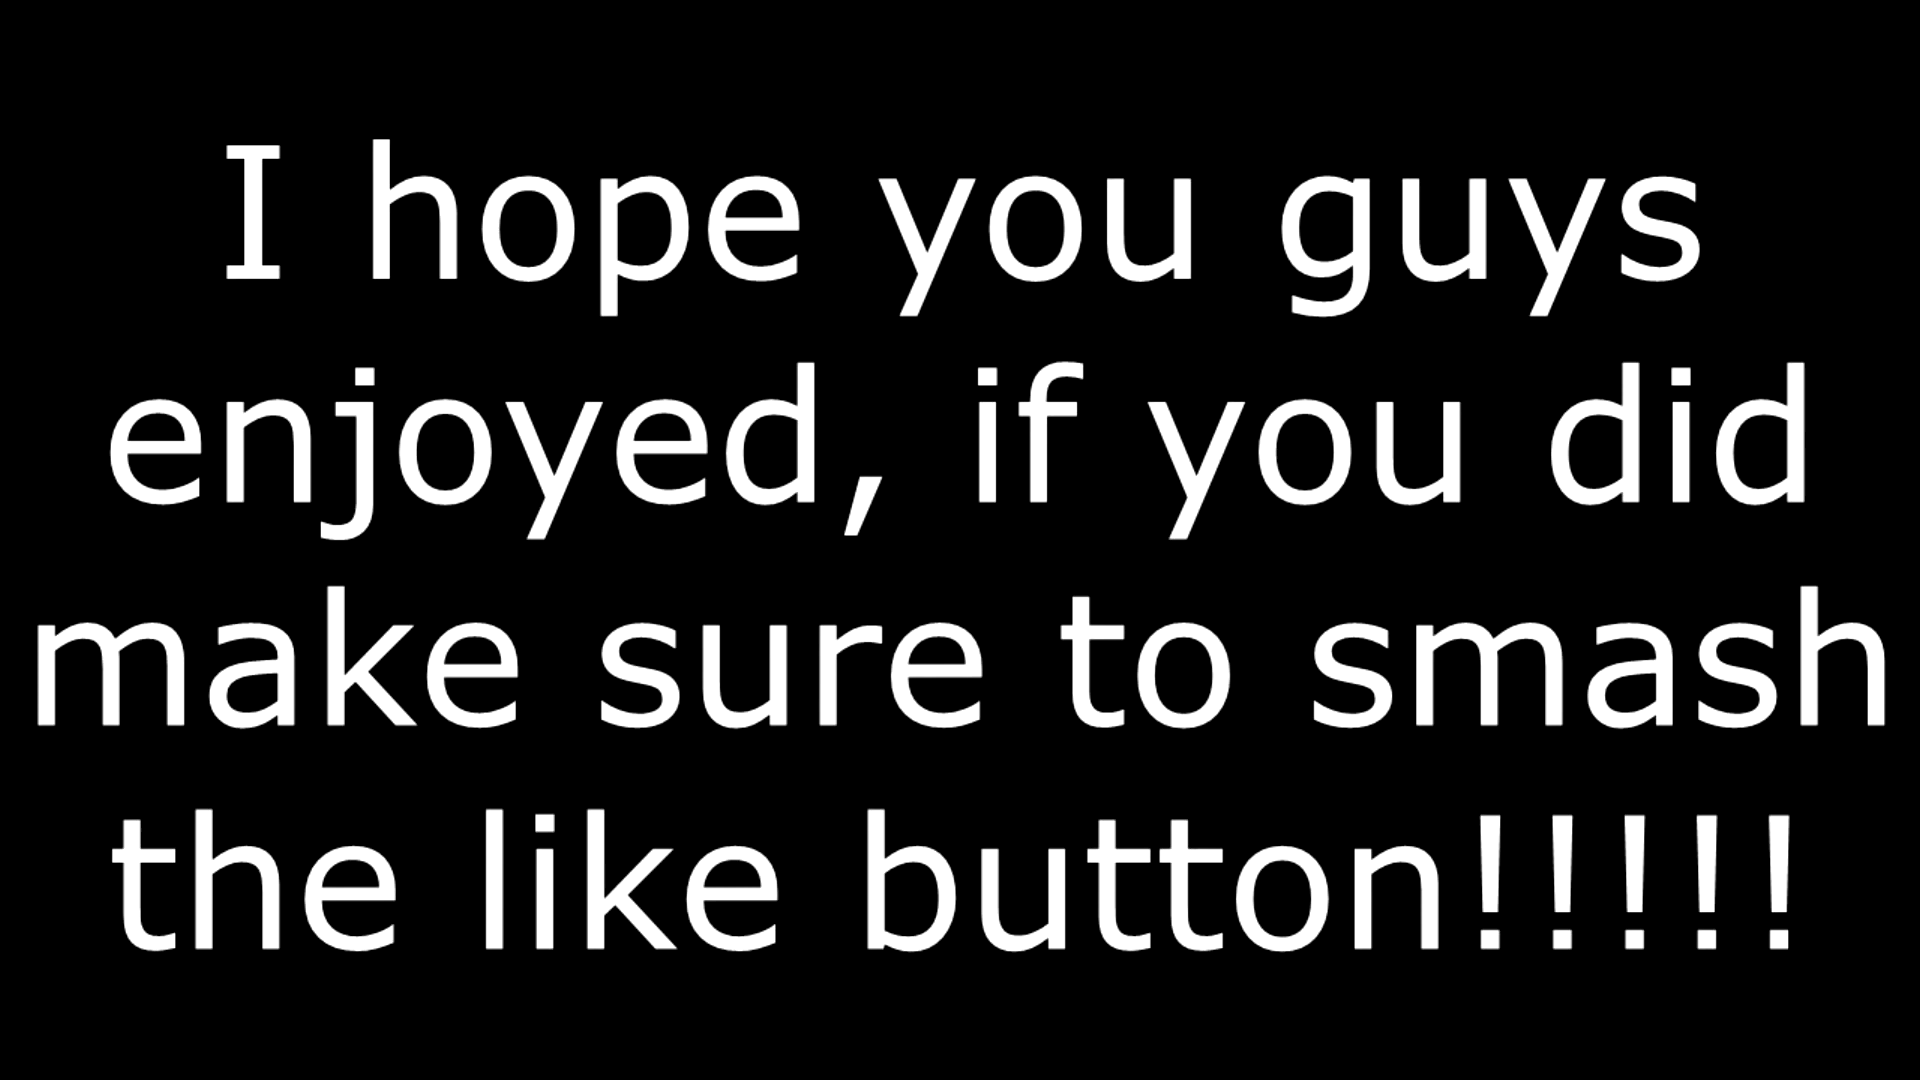 I hope you guys
enjoyed, if you did
make sure to smash
the like button!!!!!